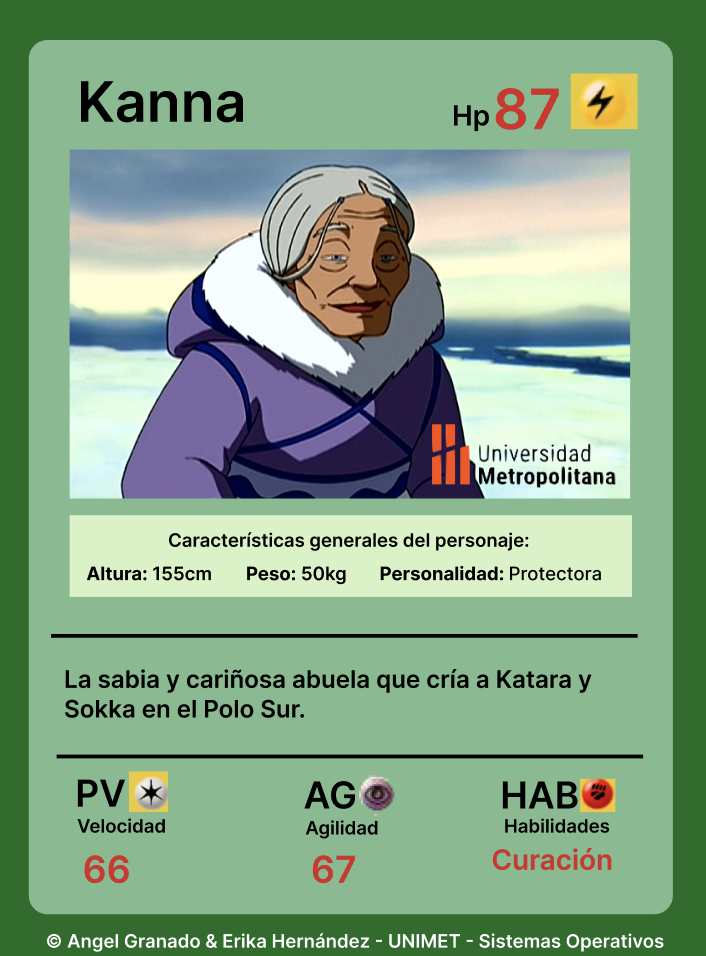 Kanna
Hp 87
Universidad
Metropolitana
Características generales del personaje:
Altura: 155cm Peso: 50kg Personalidad: Protectora
La sabia y cariñosa abuela que cría a Katara y
Sokka en el Polo Sur.
PV AG HAB
Velocidad Agilidad Habilidades
66 67 Curación
© Angel Granado & Erika Hernández - UNIMET - Sistemas Operativos